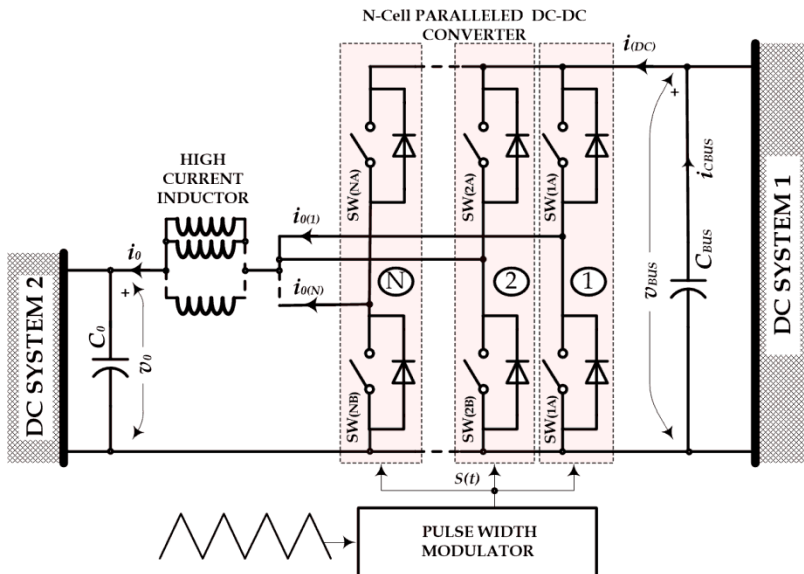 N-Cell PARALLELED DC-DC
CONVERTER
i(DC)
+
SW(NA)
SW(2A)
SW(1A)
HIGH
CURRENT
INDUCTOR
iCBUS
CBUS
vBUS
DC SYSTEM 1
i0(1)
i0
i0(N)
N
2
1
+
C0
v0
DC SYSTEM 2
SW(NB)
SW(2B)
SW(1A)
S(t)
PULSE WIDTH
MODULATOR